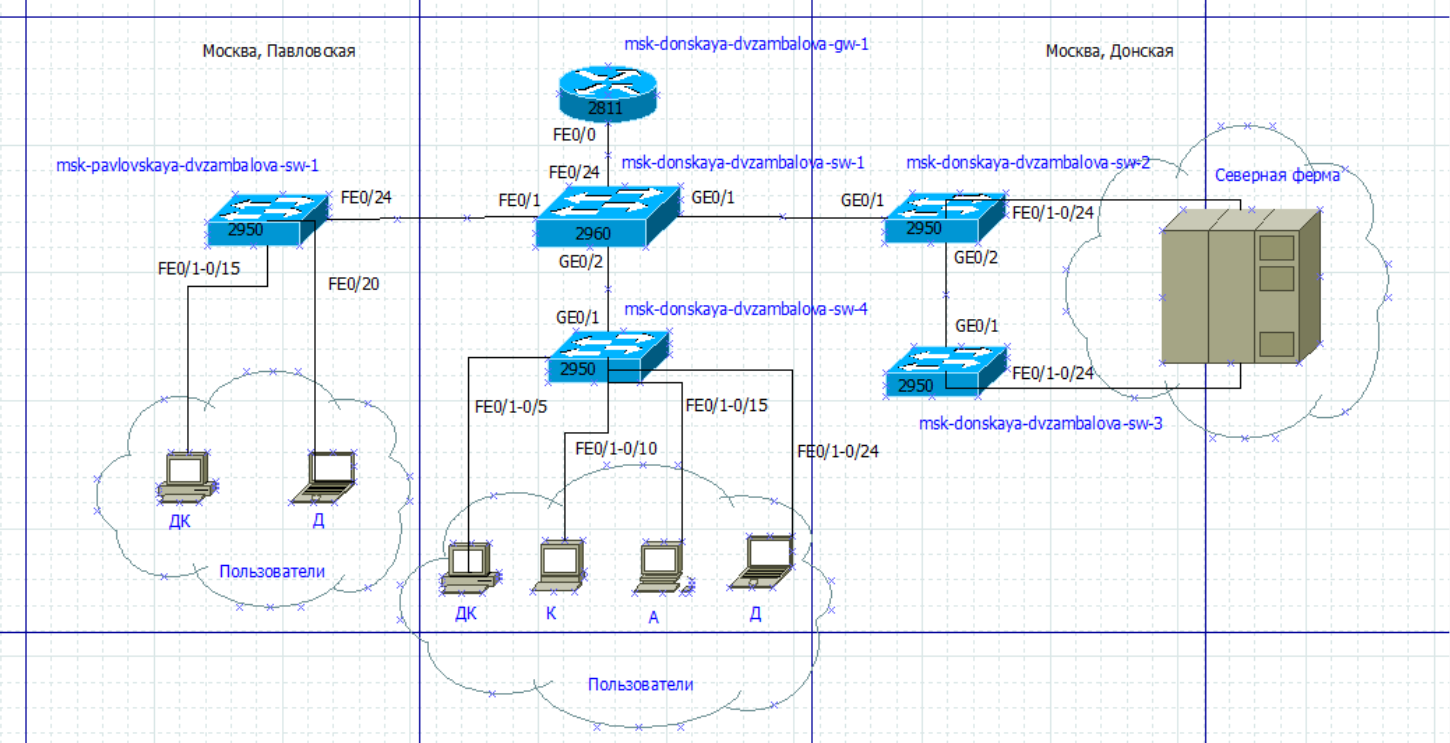 Москва, Павловская
msk-donskaya-dvzambalova-gw-1
Москва, Донская
2811
FE0/0
msk-pavlovskaya-dvzambalova-sw-1
FE0/24
msk-donskaya-dvzambalova-sw-1
msk-donskaya-dvzambalova-sw-2
Северная ферма
FE0/24
FE0/1
GE0/1
GE0/1
FE0/1-0/24
2950
2960
2950
GE0/2
GE0/2
FE0/1-0/15
FE0/20
msk-donskaya-dvzambalova-sw-4
GE0/1
GE0/1
2950
2950
FE0/1-0/24
FE0/1-0/5
FE0/1-0/15
msk-donskaya-dvzambalova-sw-3
FE0/1-0/10
FE0/1-0/24
ДК
Д
Пользователи
ДК
К
А
Д
Пользователи